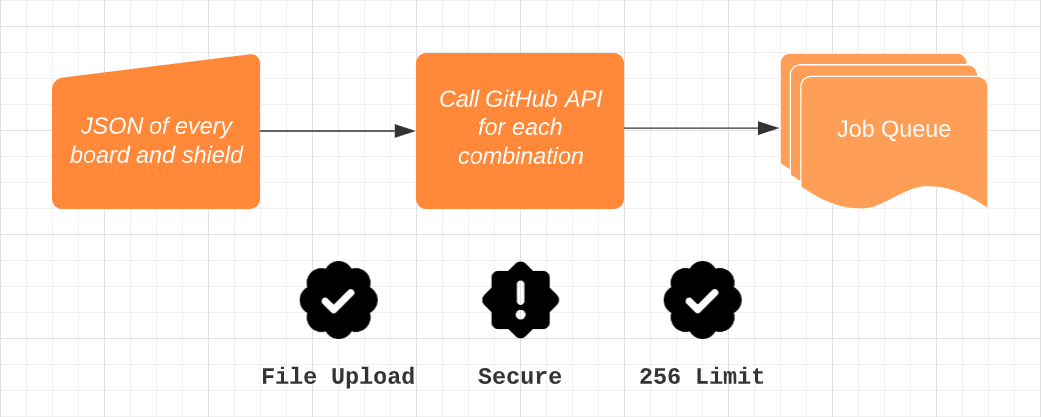 JSON of every
board and shield
Call GitHub API
for each
combination
Job Queue
File Upload
Secure
256 Limit